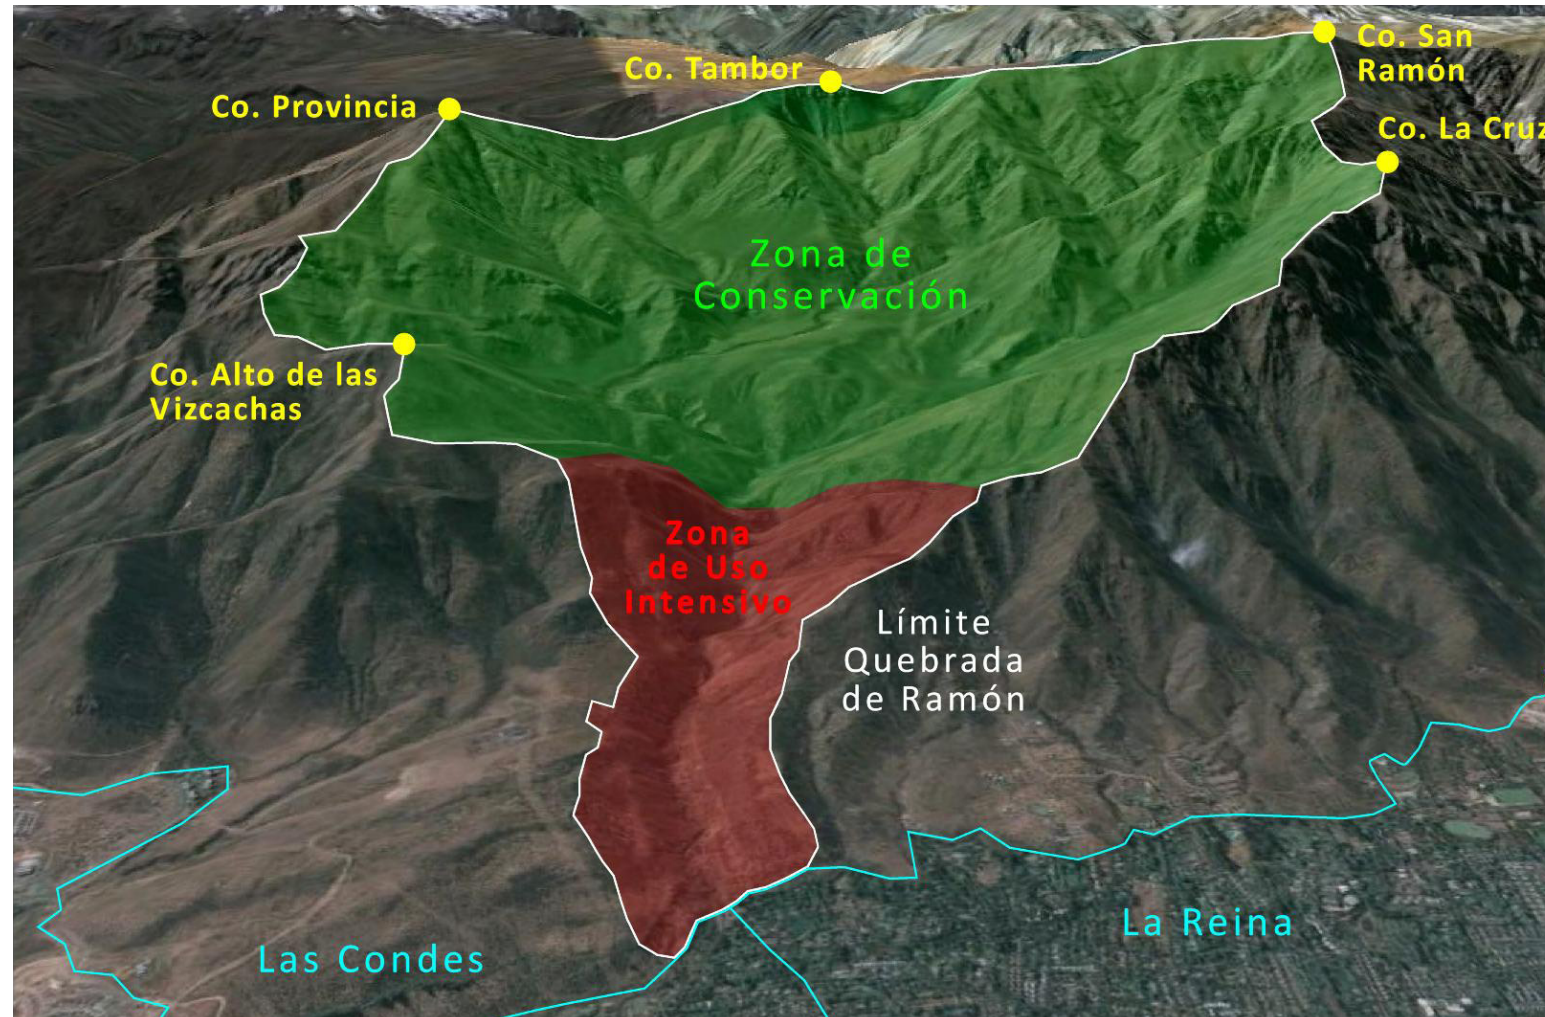 Co. San
Ramón
Co. Tambor
Co. Provincia
Co. La Cruz
Zona de
Conservación
Co. Alto de las
Vizcachas
Zona
de Uso
Intensivo
Límite
Quebrada
de Ramón
La Reina
Las Condes